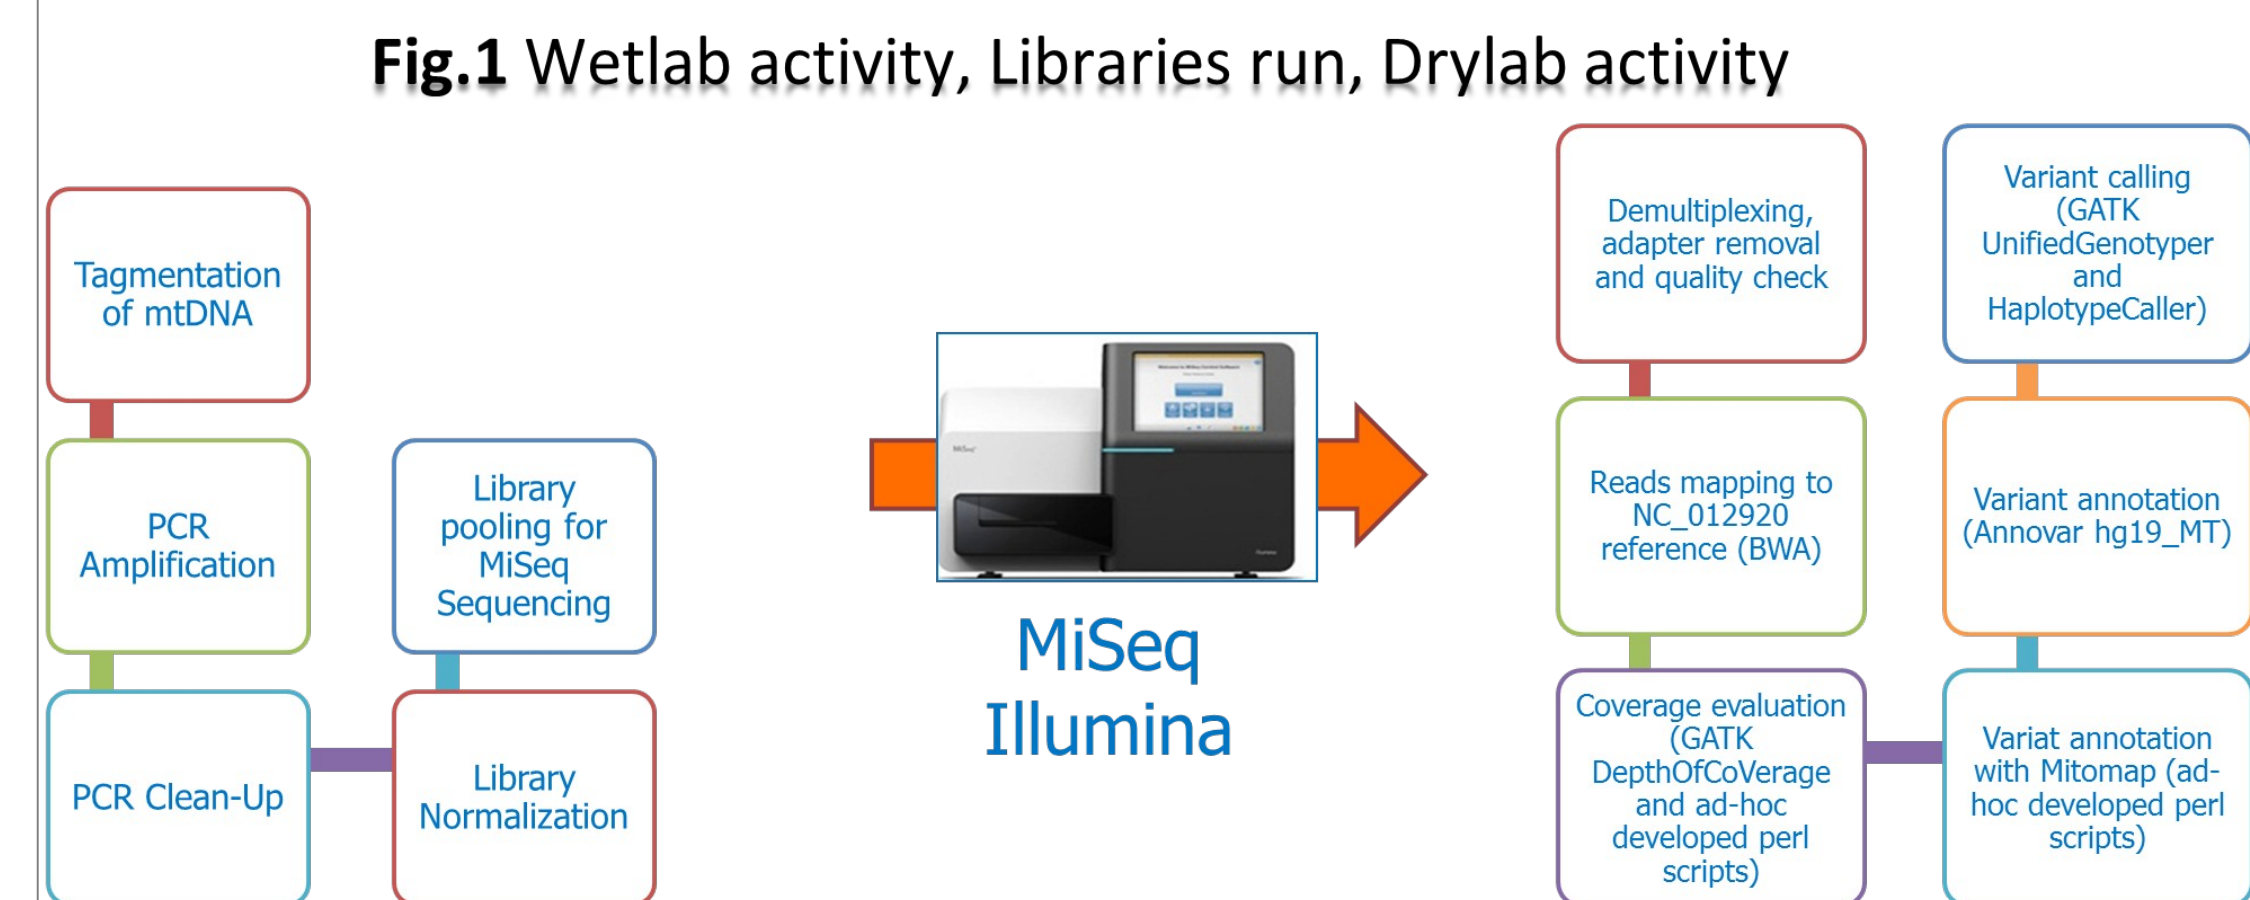 Fig.1 Wetlab activity, Libraries run, Drylab activity
Tagmentation
of mtDNA
PCR
Amplification
PCR Clean-Up
Library
Normalization
Library
pooling for
MiSeq
Sequencing
MiSeq
Illumina
Demultiplexing,
adapter removal
and quality check
Reads mapping to
NC_012920
reference (BWA)
Coverage evaluation
(GATK
DepthOfCoVerage
and ad-hoc
developed perl
scripts)
Variat annotation
with Mitomap (ad-
hoc developed perl
scripts)
Variant annotation
(Annovar hg19_MT)
Variant calling
(GATK
UnifiedGenotyper
and
HaplotypeCaller)